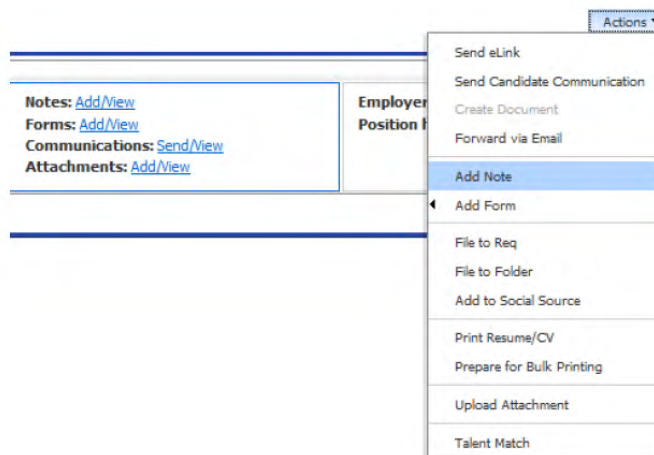 Actions
Notes: Add/View
Forms: Add/View
Communications: Send/View
Attachments: Add/View
Employer
Position
Send eLink
Send Candidate Communication
Create Document
Forward via Email
Add Note
Add Form
File to Req
File to Folder
Add to Social Source
Print Resume/CV
Prepare for Bulk Printing
Upload Attachment
Talent Match